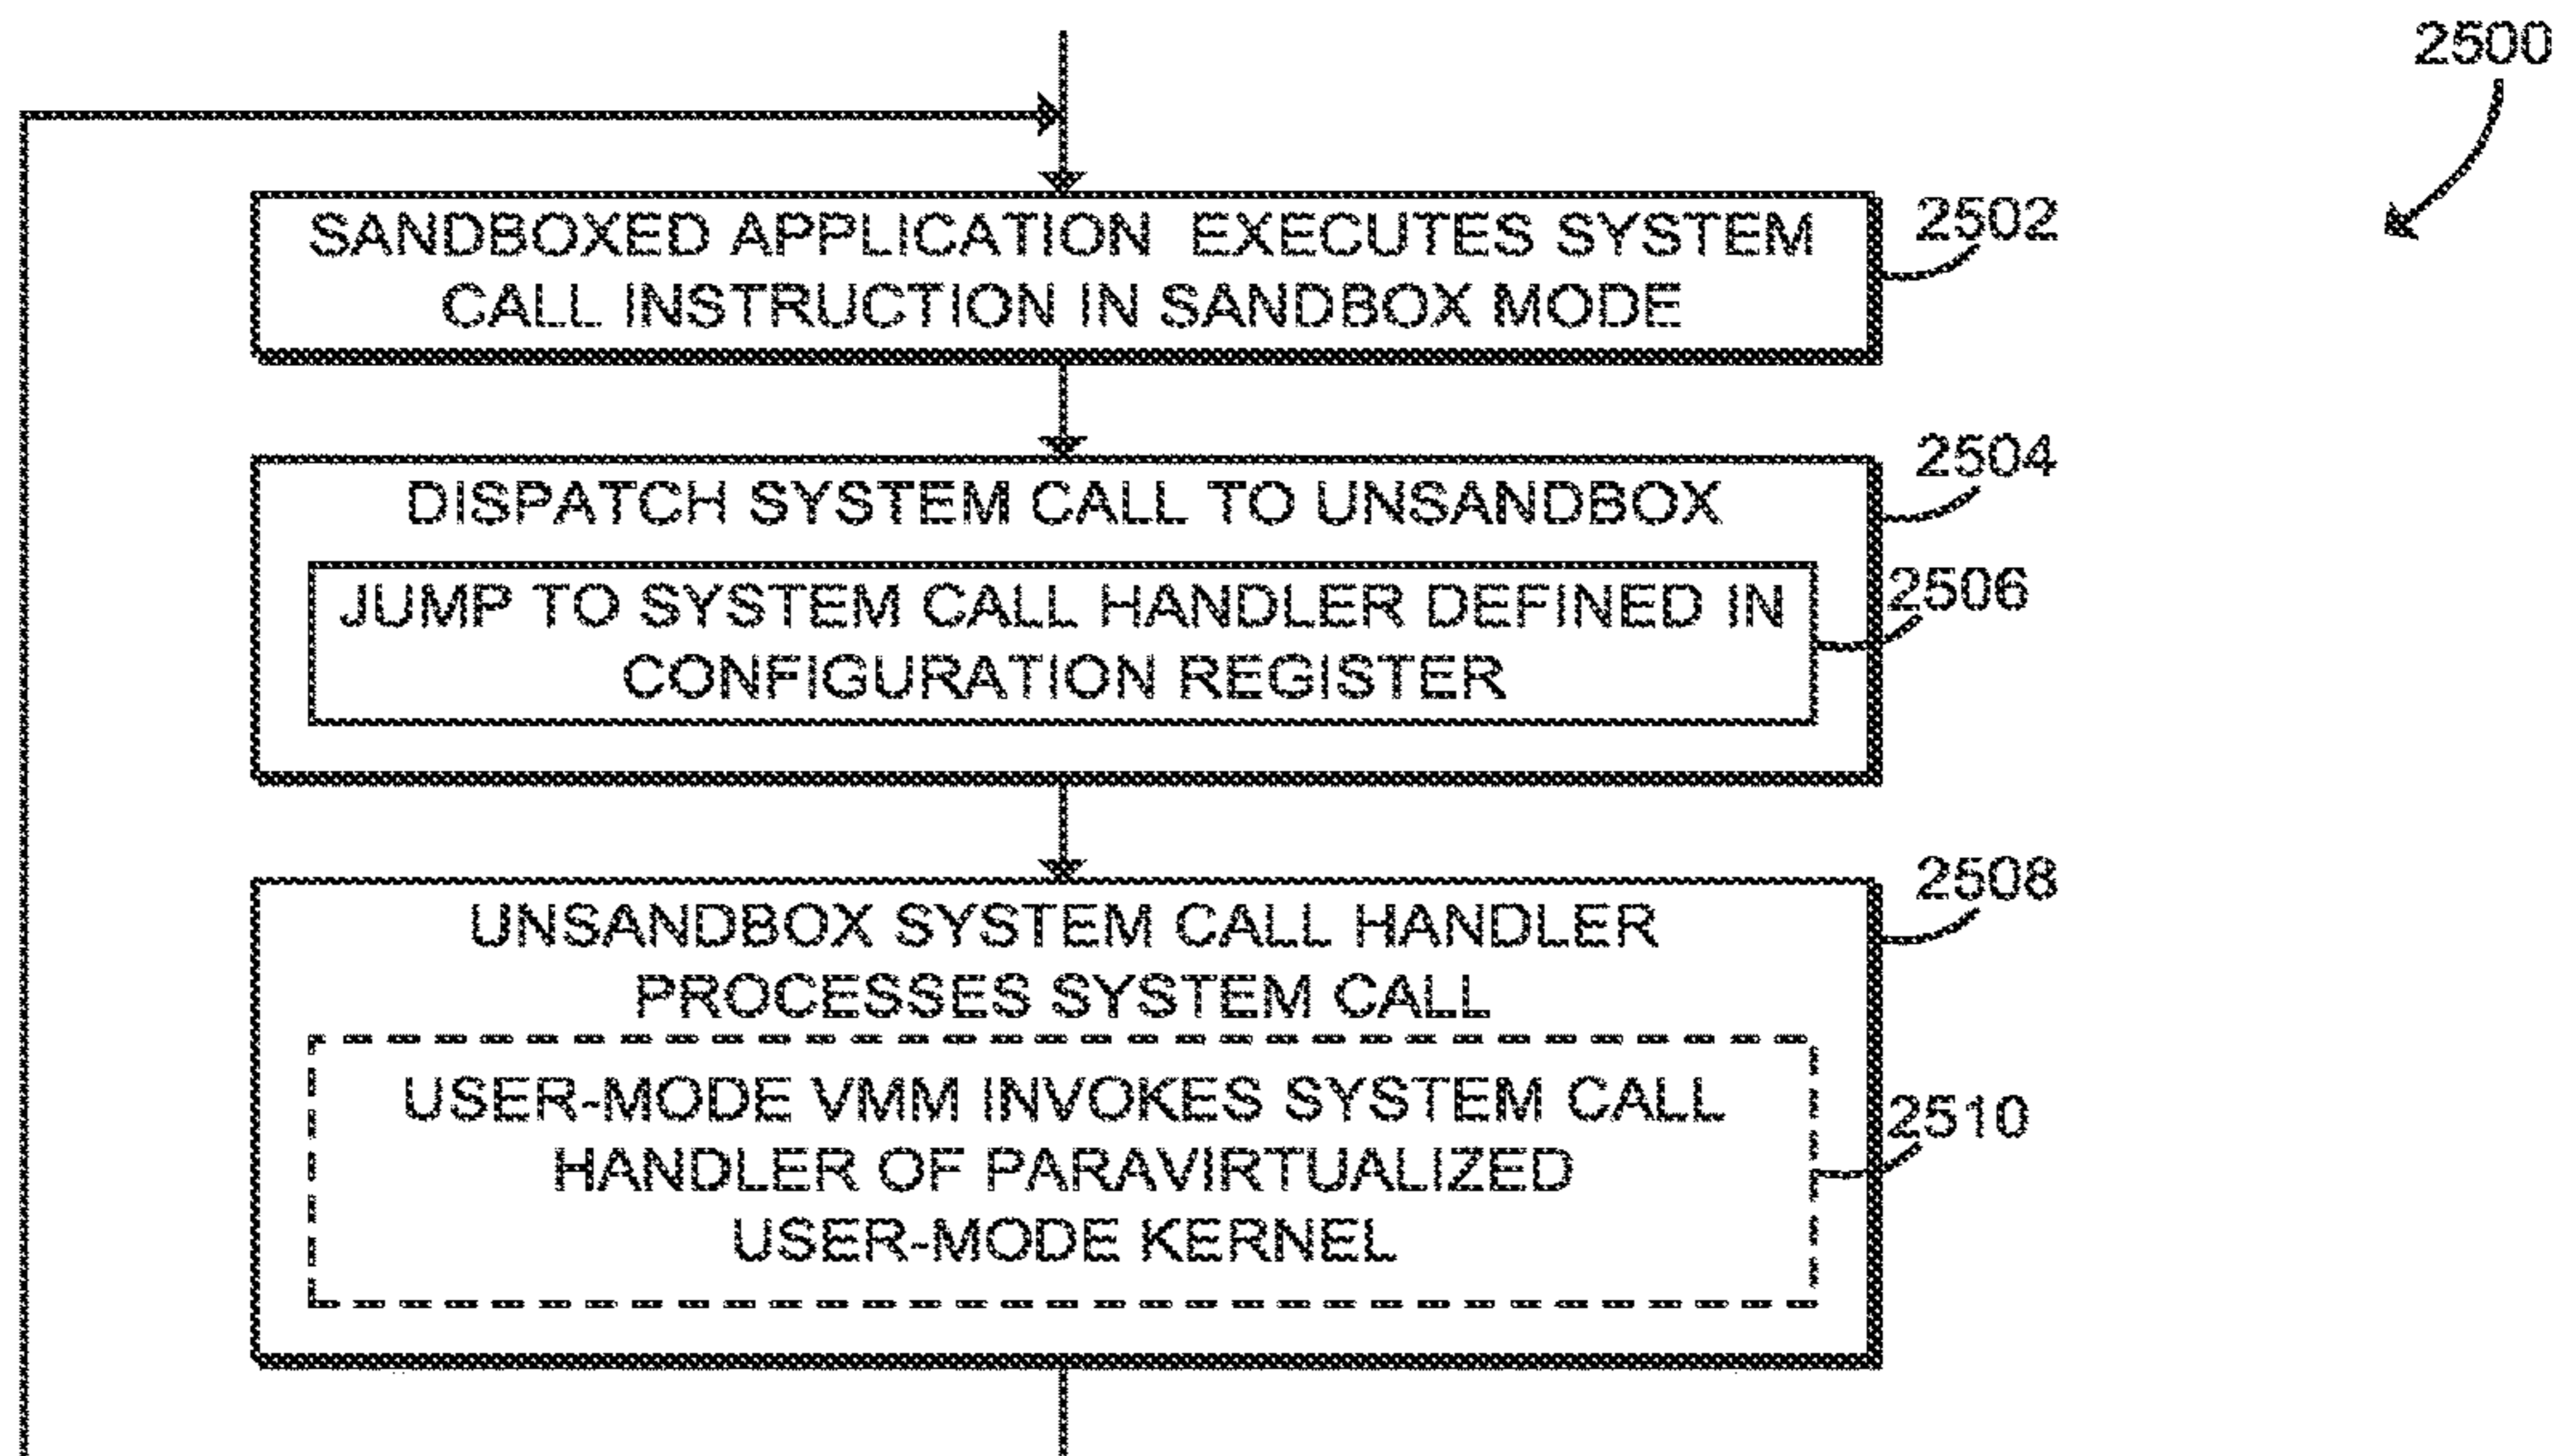 2500
SANDBOXED APPLICATION EXECUTES SYSTEM
CALL INSTRUCTION IN SANDBOX MODE
2502
DISPATCH SYSTEM CALL TO UNSANDBOX
2504
JUMP TO SYSTEM CALL HANDLER DEFINED IN
CONFIGURATION REGISTER
2506
UNSANDBOX SYSTEM CALL HANDLER
PROCESSES SYSTEM CALL
2508
USER-MODE VMM INVOKES SYSTEM CALL
HANDLER OF PARAVIRTUALIZED
USER-MODE KERNEL
2510